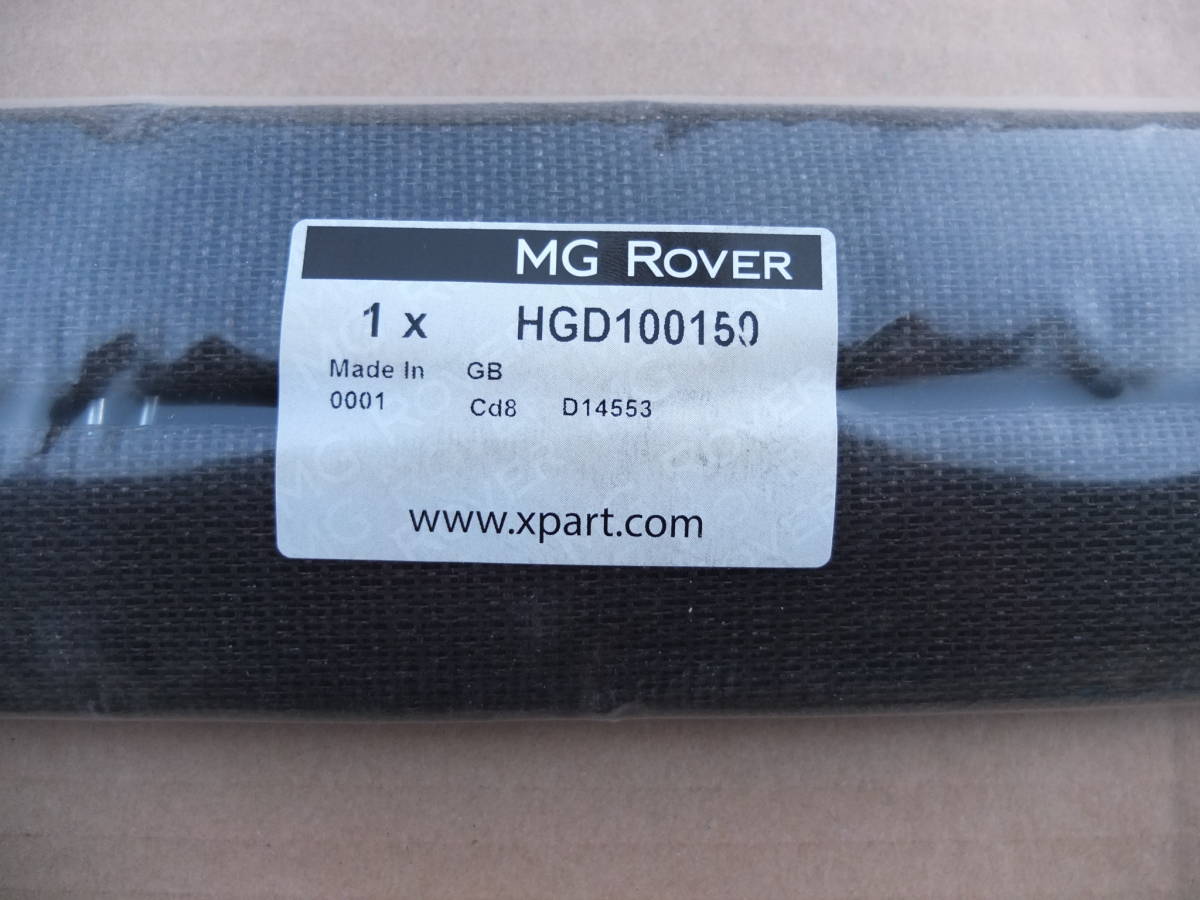 MG ROVER
1 x HGD100150
Made In GB
0001 Cd8 D14553
www.xpart.com